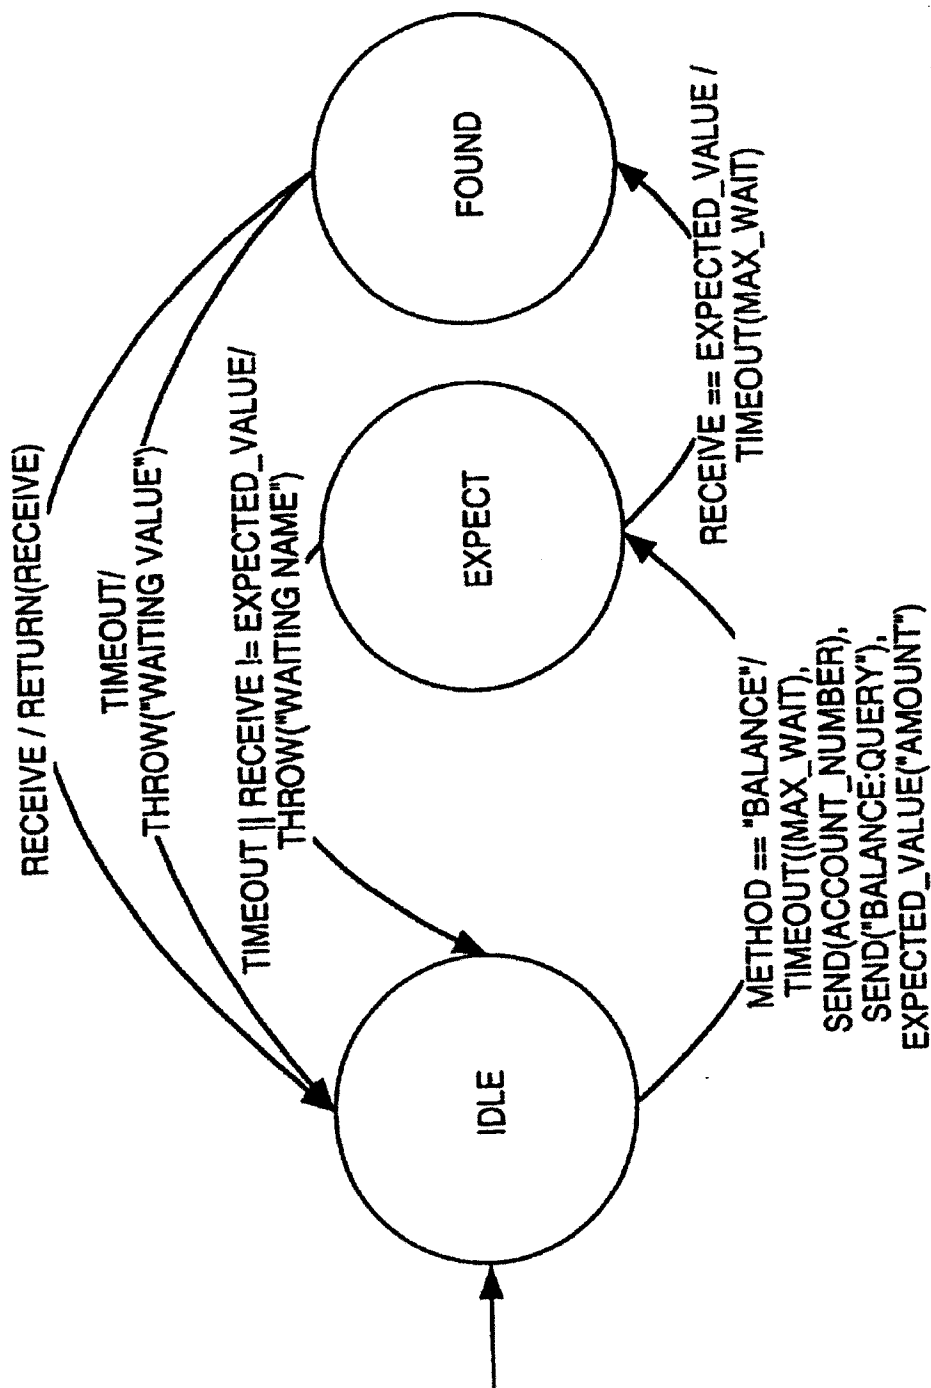 RECEIVE / RETURN(RECEIVE)
TIMEOUT/
THROW("WAITING VALUE")
TIMEOUT || RECEIVE != EXPECTED_VALUE/
THROW("WAITING NAME")
IDLE
EXPECT
FOUND
RECEIVE == EXPECTED_VALUE /
TIMEOUT(MAX_WAIT)
METHOD == "BALANCE"/
TIMEOUT((MAX_WAIT),
SEND(ACCOUNT_NUMBER),
SEND("BALANCE:QUERY"),
EXPECTED_VALUE("AMOUNT")